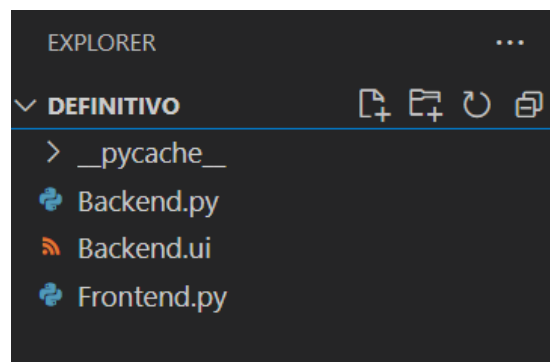 EXPLORER
DEFINITIVO
__pycache__
Backend.py
Backend.ui
Frontend.py